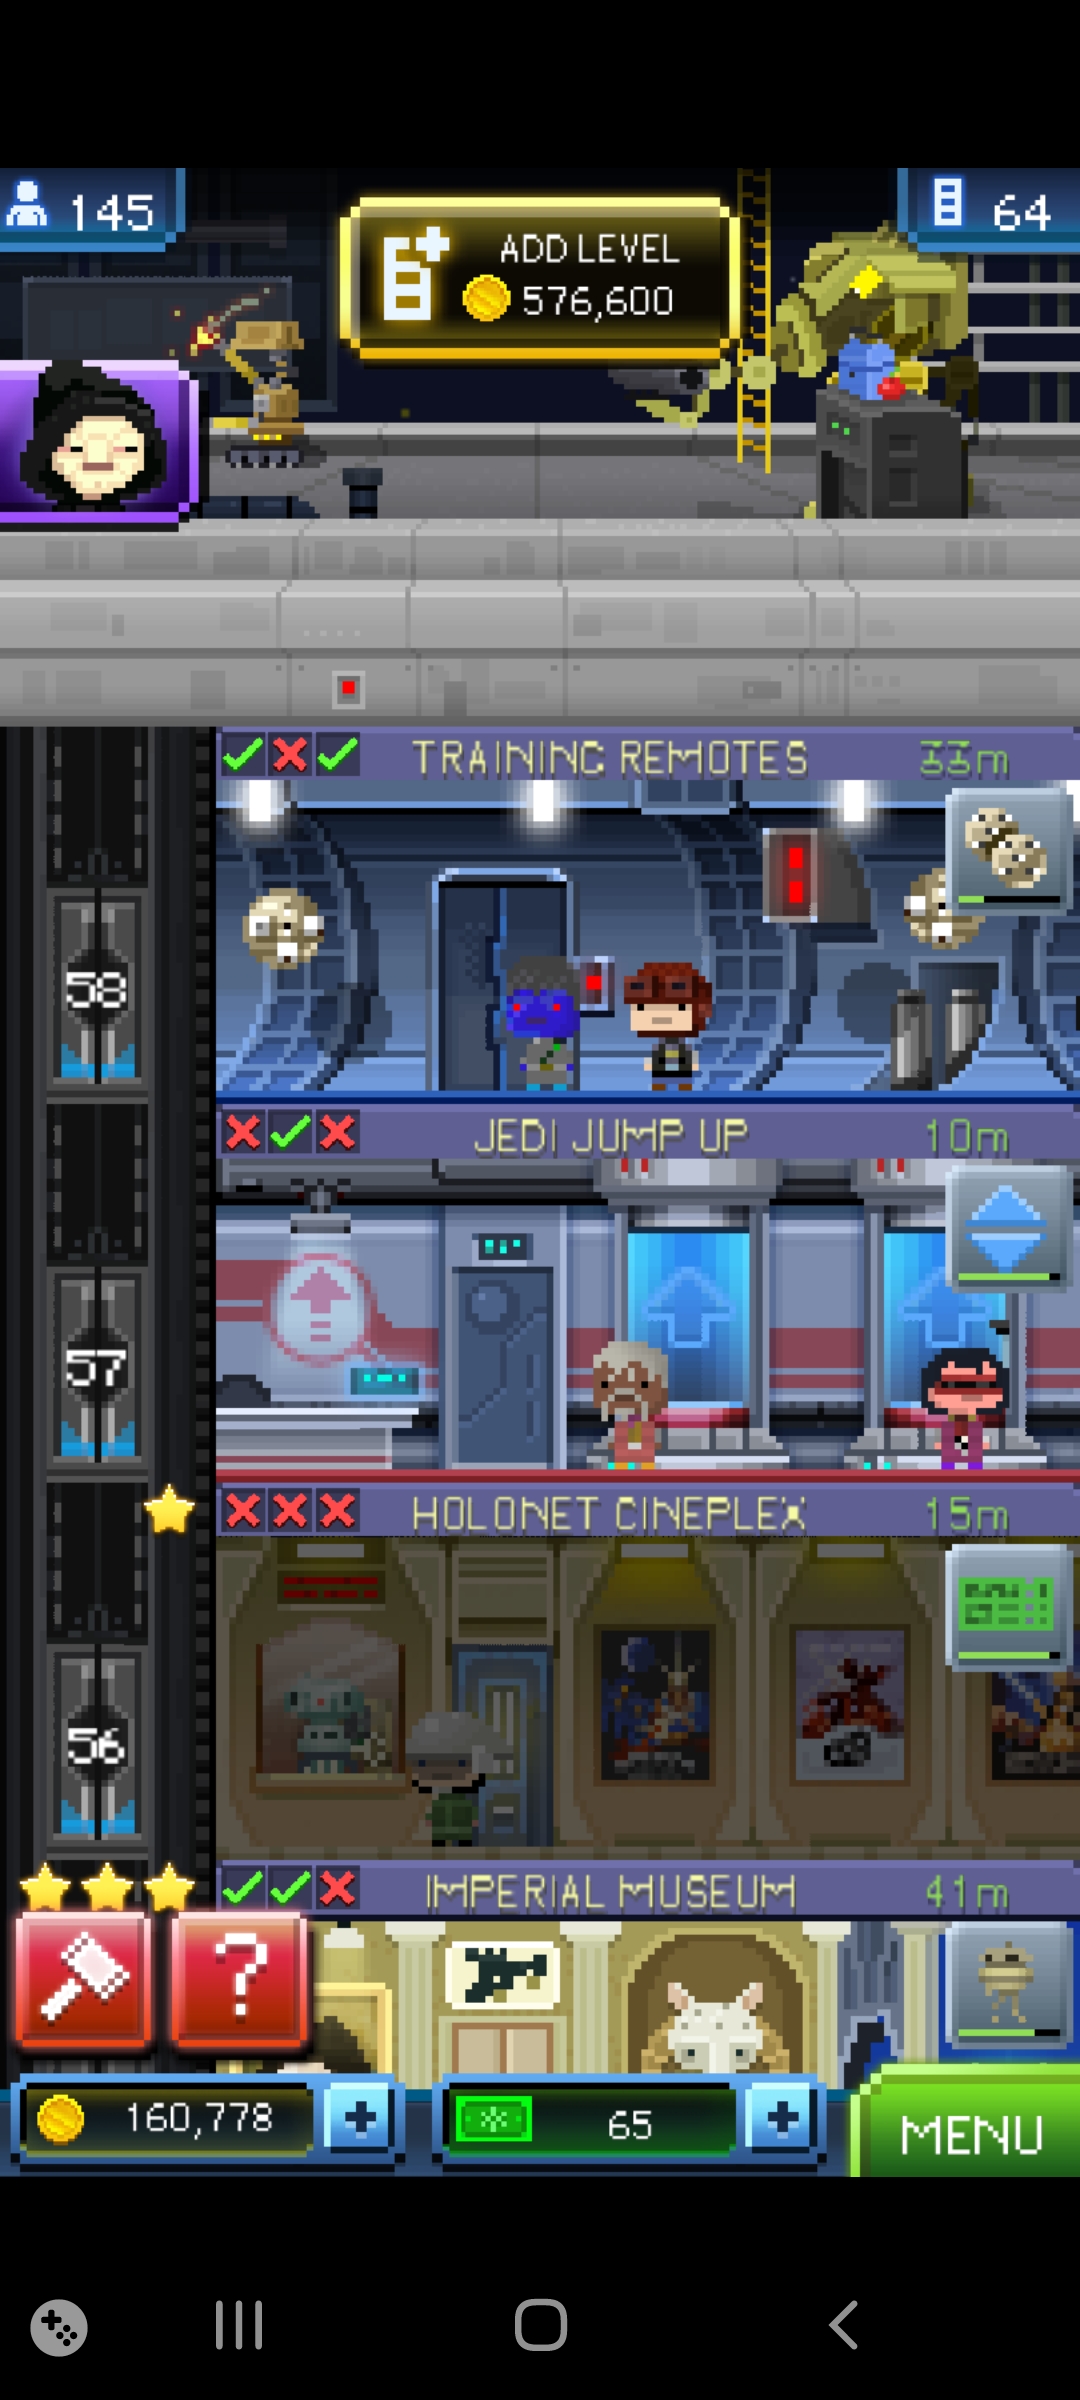 145
ADD LEVEL
576,600
64
TRAINING REMOTES
33m
58
JEDI JUMP UP
10m
57
HOLONET CINEPLEX
15m
56
IMPERIAL MUSEUM
41m
?
160,778
+
65
+
MENU